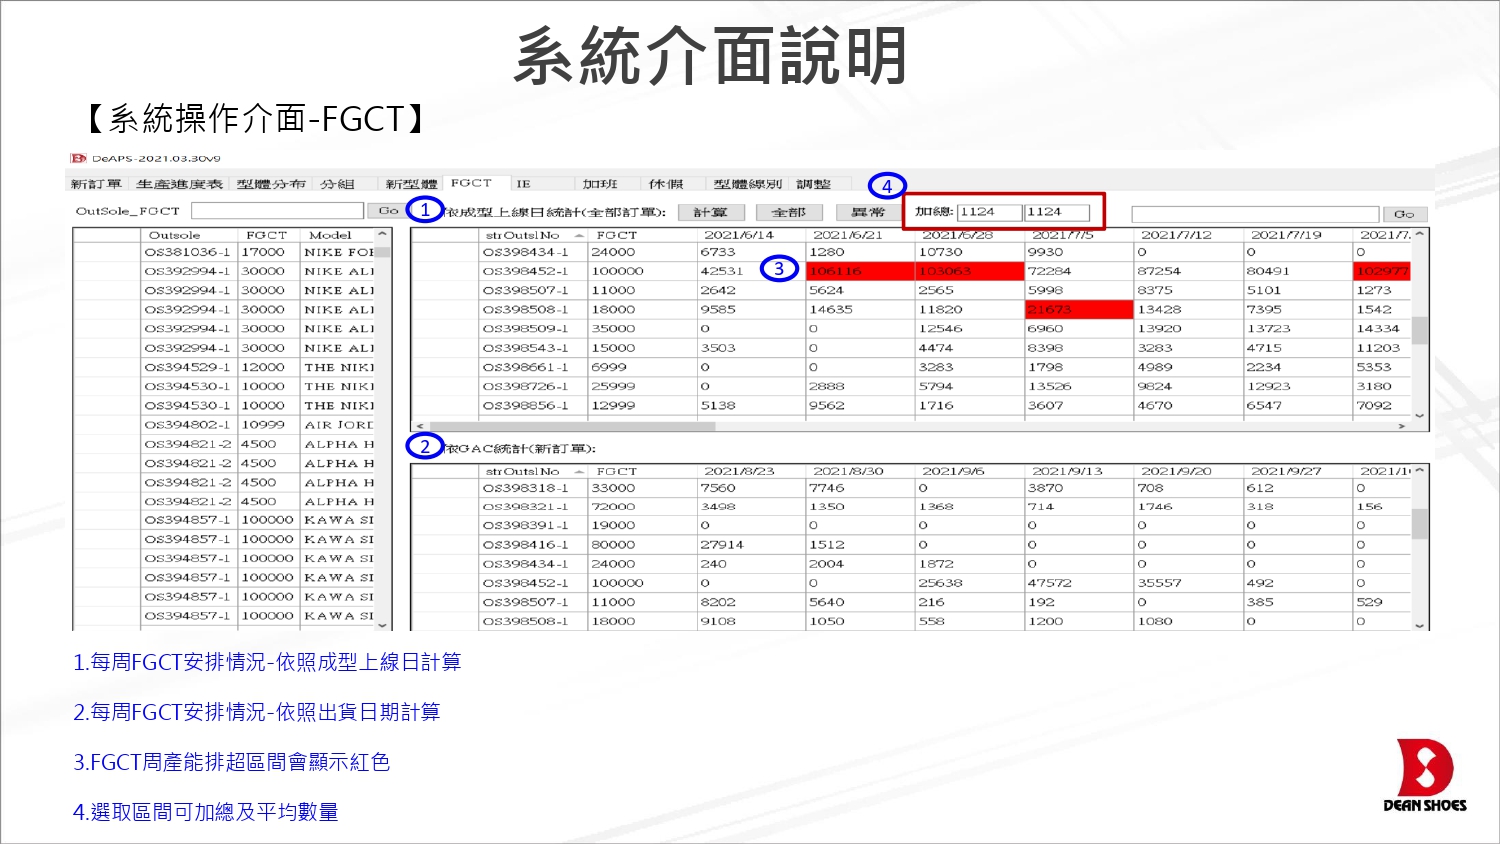 系統介面說明
【系統操作介面-FGCT】
DeAPS-2021.03.30v9
新訂單 生產進度表 型體分布 分組 新型體 FGCT IE 加班 休假 型體線別 調整
OutSole_FGCT Go 1 依成型上線日統計(全部訂單): 計算 全部 異常 4 加總: 1124 1124 Go
Outsole FGCT Model
OS381036-1 17000 NIKE FOI
OS392994-1 30000 NIKE ALI
OS392994-1 30000 NIKE ALI
OS392994-1 30000 NIKE ALI
OS392994-1 30000 NIKE ALI
OS392994-1 30000 NIKE ALI
OS394529-1 12000 THE NIKI
OS394530-1 10000 THE NIKI
OS394530-1 10000 THE NIKI
OS394802-1 10999 AIR JORD
OS394821-2 4500 ALPHA H
OS394821-2 4500 ALPHA H
OS394821-2 4500 ALPHA H
OS394821-2 4500 ALPHA H
OS394857-1 100000 KAWA SI
OS394857-1 100000 KAWA SI
OS394857-1 100000 KAWA SI
OS394857-1 100000 KAWA SI
OS394857-1 100000 KAWA SI
OS394857-1 100000 KAWA SI
strOutslNo FGCT 2021/6/14 2021/6/21 2021/6/28 2021/7/5 2021/7/12 2021/7/19 2021/7.
OS398434-1 24000 6733 1280 10730 9930 0 0 0
OS398452-1 100000 42531 3 106116 103063 72284 87254 80491 102977
OS398507-1 11000 2642 5624 2565 5998 8375 5101 1273
OS398508-1 18000 9585 14635 11820 21673 13428 7395 1542
OS398509-1 35000 0 0 12546 6960 13920 13723 14334
OS398543-1 15000 3503 0 4474 8398 3283 4715 11203
OS398661-1 6999 0 0 3283 1798 4989 2234 5353
OS398726-1 25999 0 2888 5794 13526 9824 12923 3180
OS398856-1 12999 5138 9562 1716 3607 4670 6547 7092
2 依GAC統計(新訂單):
strOutslNo FGCT 2021/8/23 2021/8/30 2021/9/6 2021/9/13 2021/9/20 2021/9/27 2021/1
OS398318-1 33000 7560 7746 0 3870 708 612 0
OS398321-1 72000 3498 1350 1368 714 1746 318 156
OS398391-1 19000 0 0 0 0 0 0 0
OS398416-1 80000 27914 1512 0 0 0 0 0
OS398434-1 24000 240 2004 1872 0 0 0 0
OS398452-1 100000 0 0 25638 47572 35557 492 0
OS398507-1 11000 8202 5640 216 192 0 385 529
OS398508-1 18000 9108 1050 558 1200 1080 0 0
1.每周FGCT安排情況-依照成型上線日計算
2.每周FGCT安排情況-依照出貨日期計算
3.FGCT周產能排超區間會顯示紅色
4.選取區間可加總及平均數量
DEAN SHOES